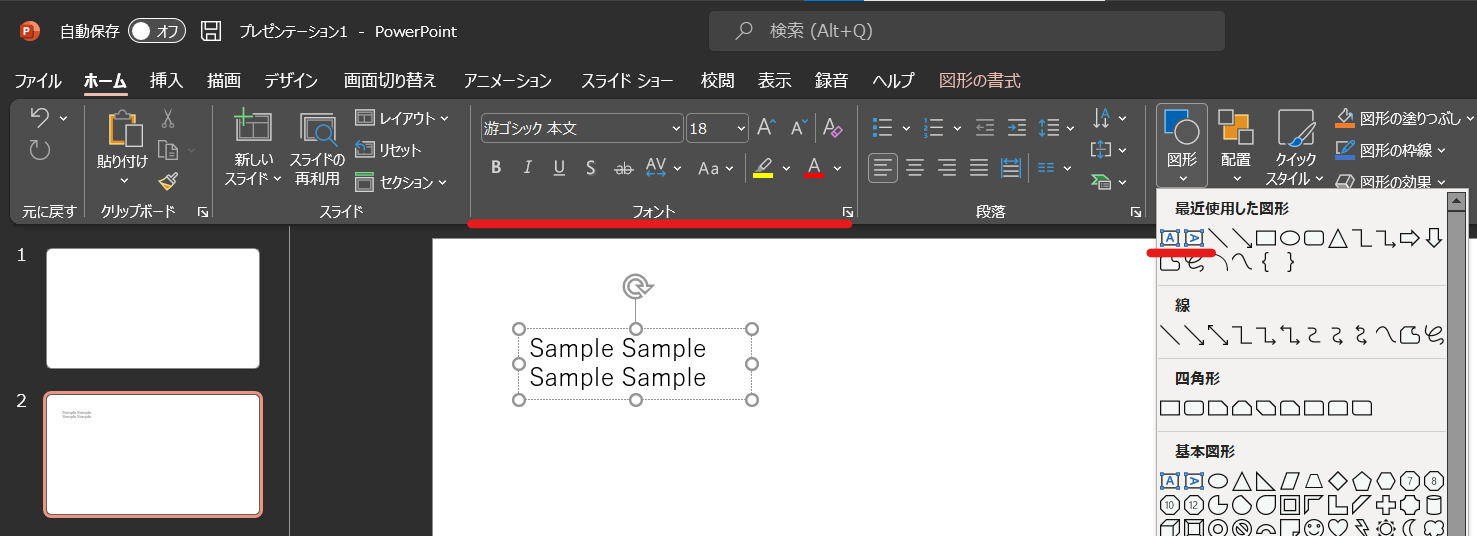 自動保存 オフ プレゼンテーション1 - PowerPoint 検索 (Alt+Q)
ファイル ホーム 挿入 描画 デザイン 画面切り替え アニメーション スライド ショー 校閲 表示 録音 ヘルプ 図形の書式
貼り付け
新しい
スライド
スライドの
再利用
レイアウト
リセット
セクション
游ゴシック 本文 18
B I U S ab AV Aa A
図形
配置
クイック
スタイル
図形の塗りつぶし
図形の枠線
図形の効果
元に戻す クリップボード スライド フォント 段落
最近使用した図形
線
四角形
基本図形
1
2
Sample Sample
Sample Sample